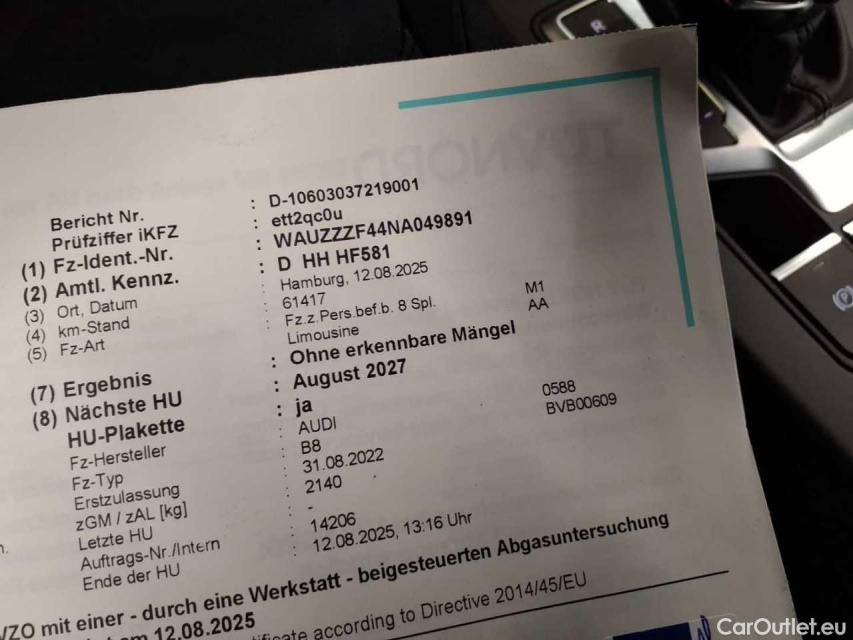 TÜVNORD
Bericht Nr. : D-10603037219001
Prüfziffer iKFZ : ett2qc0u
(1) Fz-Ident.-Nr. : WAUZZZF44NA049891
(2) Amtl. Kennz. : D HH HF581
(3) Ort, Datum : Hamburg, 12.08.2025
(4) km-Stand : 61417
(5) Fz-Art : Fz.z.Pers.bef.b. 8 Spl. M1
Limousine AA
(7) Ergebnis : Ohne erkennbare Mängel
(8) Nächste HU : August 2027
HU-Plakette : ja
Fz-Hersteller : AUDI 0588
Fz-Typ : B8 BVB00609
Erstzulassung : 31.08.2022
zGM / zAL [kg] : 2140
Letzte HU : -
Auftrags-Nr./Intern : 14206
Ende der HU : 12.08.2025, 13:16 Uhr
VZO mit einer - durch eine Werkstatt - beigesteuerten Abgasuntersuchung
12.08.2025
according to Directive 2014/45/EU
R
P
CarOutlet.eu